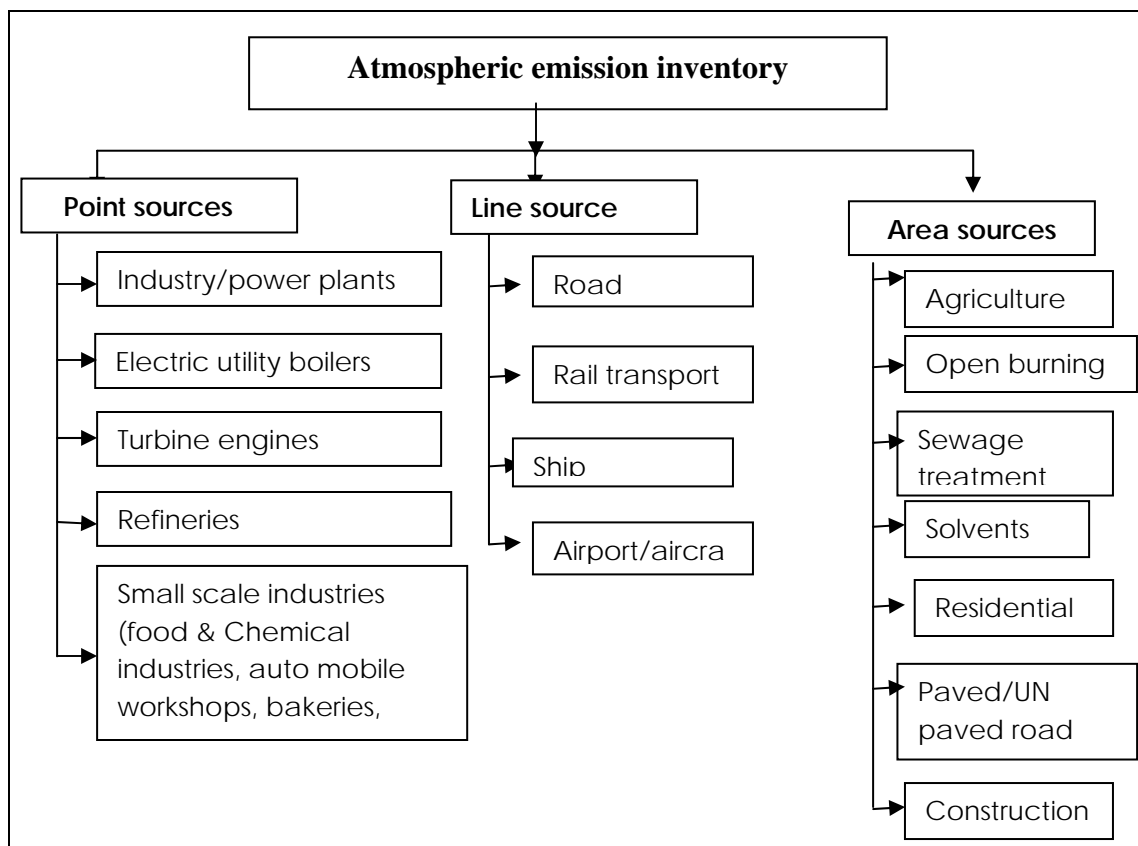 Atmospheric emission inventory
Point sources
Industry/power plants
Electric utility boilers
Turbine engines
Refineries
Small scale industries
(food & Chemical
industries, auto mobile
workshops, bakeries,
Line source
Road
Rail transport
Ship
Airport/aircra
Area sources
Agriculture
Open burning
Sewage
treatment
Solvents
Residential
Paved/UN
paved road
Construction